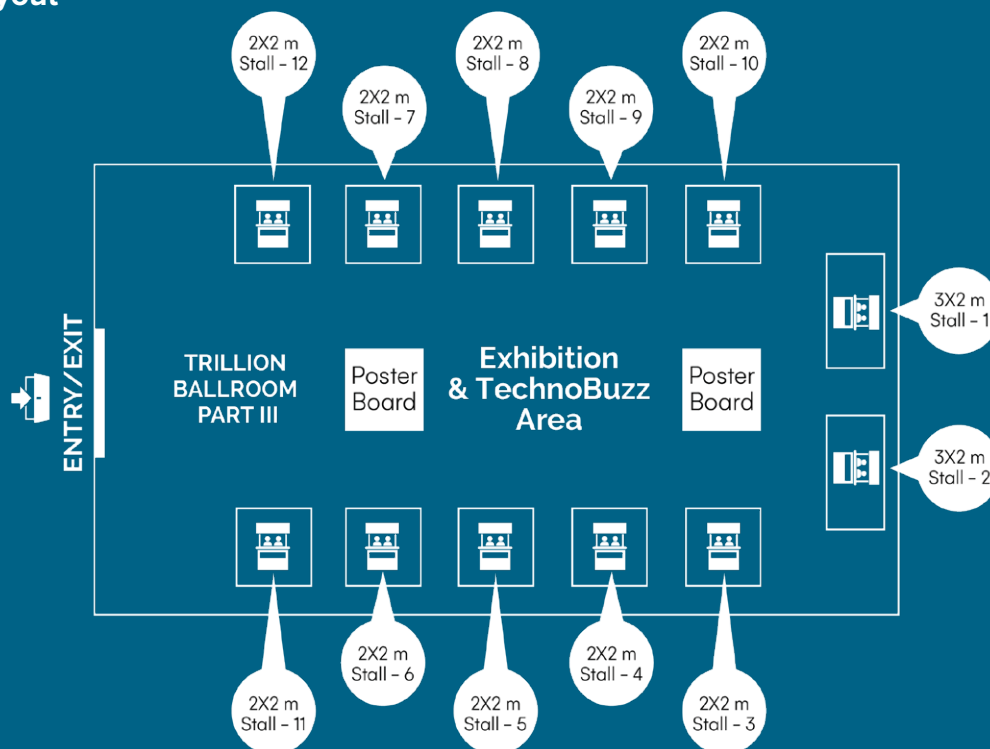 2X2 m
Stall - 12
2X2 m
Stall - 8
2X2 m
Stall - 10
2X2 m
Stall - 7
2X2 m
Stall - 9
3X2 m
Stall - 1
ENTRY/EXIT
TRILLION
BALLROOM
PART III
Poster
Board
Exhibition
& TechnoBuzz
Area
Poster
Board
3X2 m
Stall - 2
2X2 m
Stall - 6
2X2 m
Stall - 4
2X2 m
Stall - 11
2X2 m
Stall - 5
2X2 m
Stall - 3